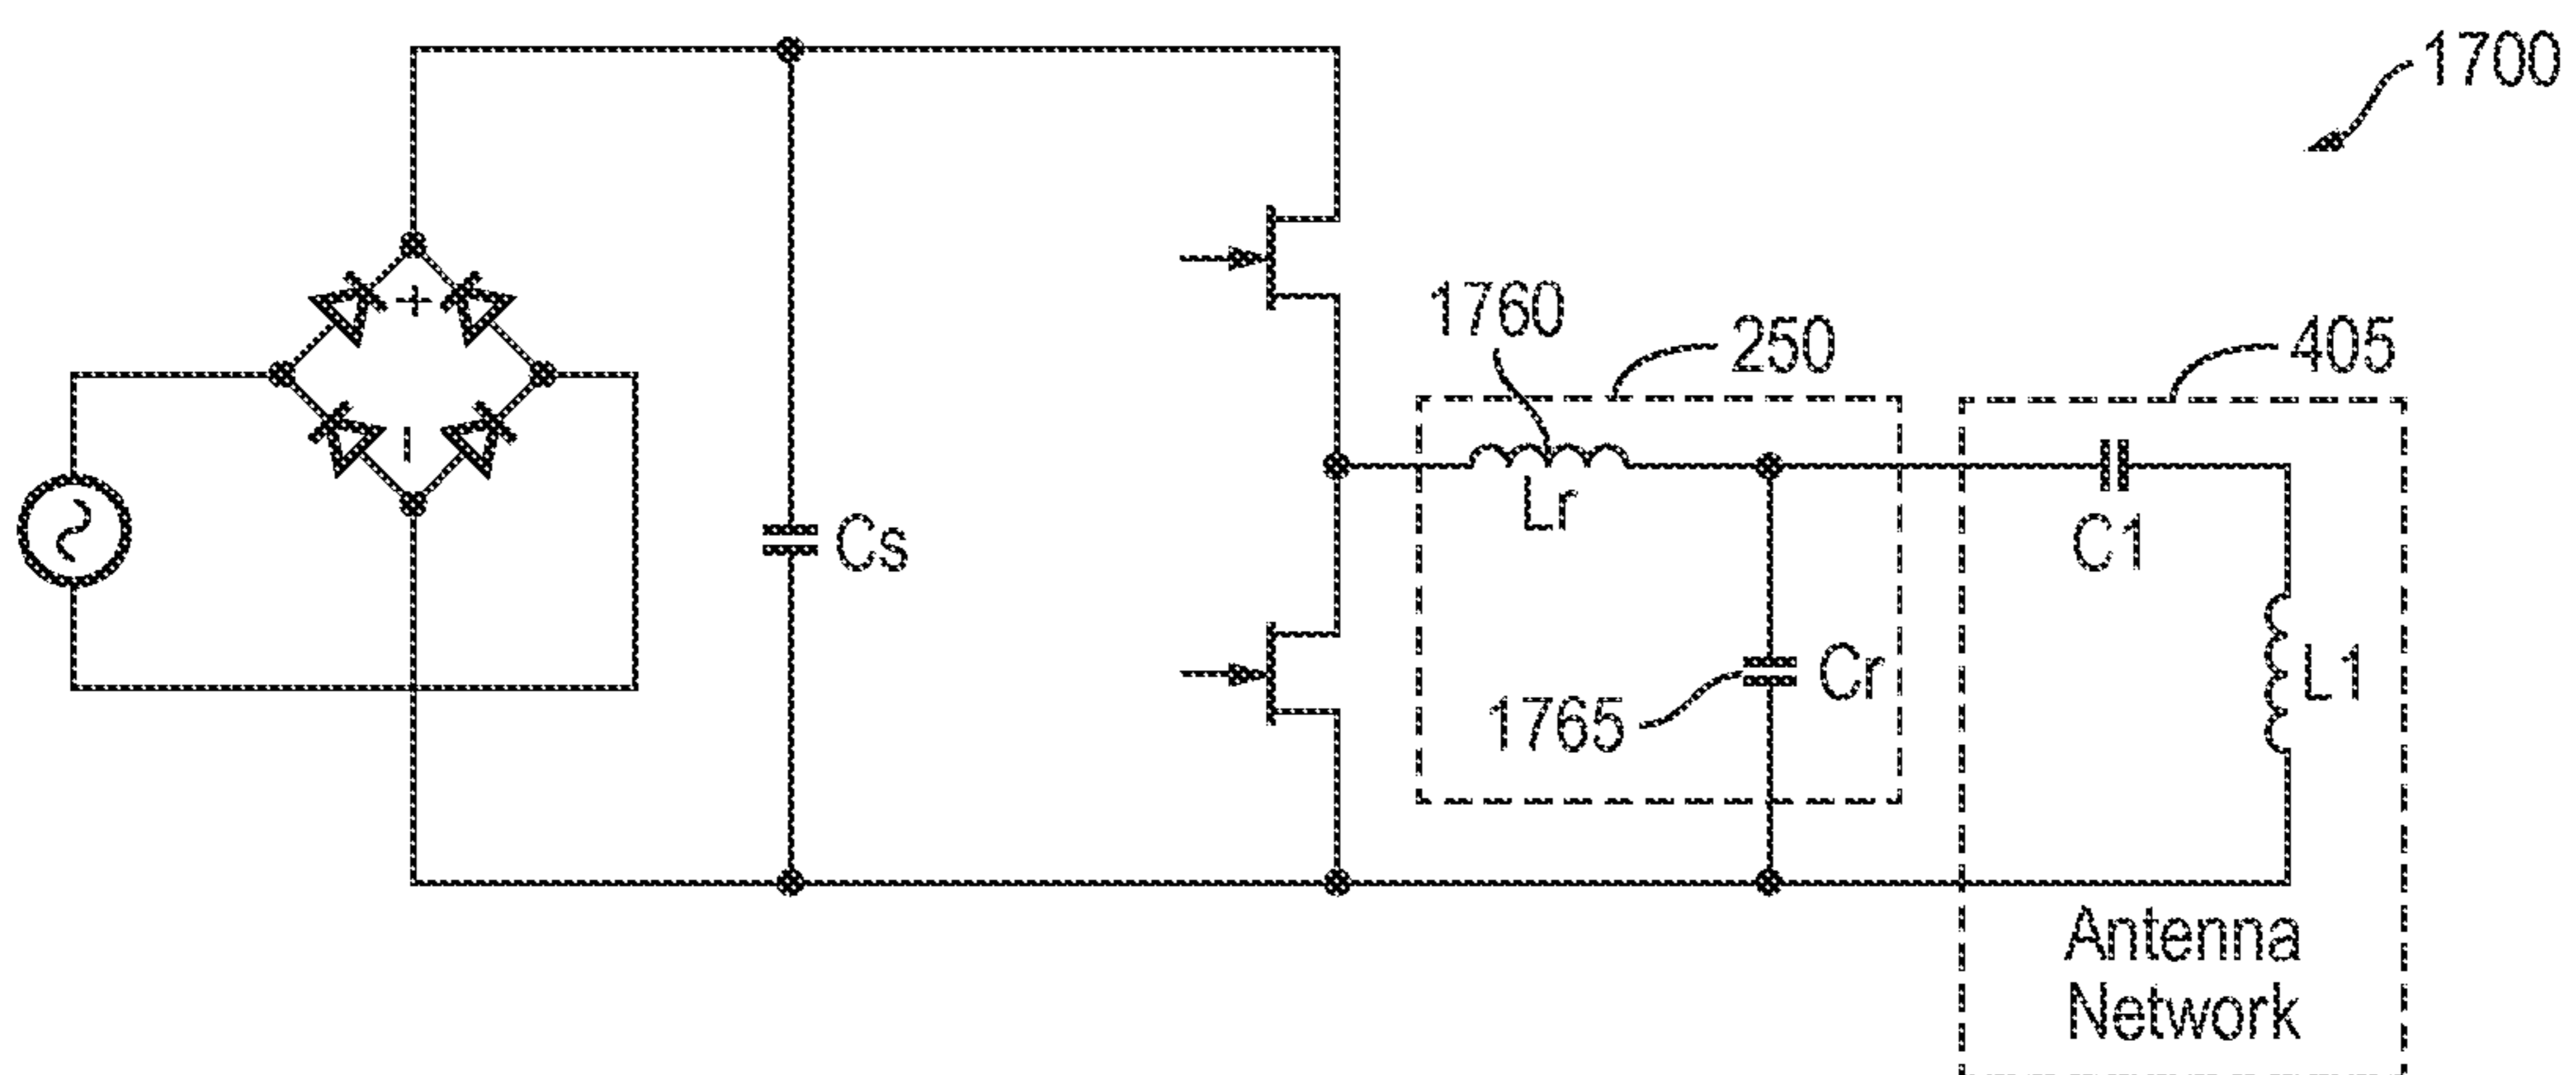 1700
1760
250
405
+
−
Lr
C1
Cs
Cr
L1
1765
Antenna
Network